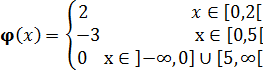 φ(x) = { 2 x ∈ [0,2[
−3 x ∈ [0,5[
0 x ∈ ]−∞,0] ∪ [5,∞[